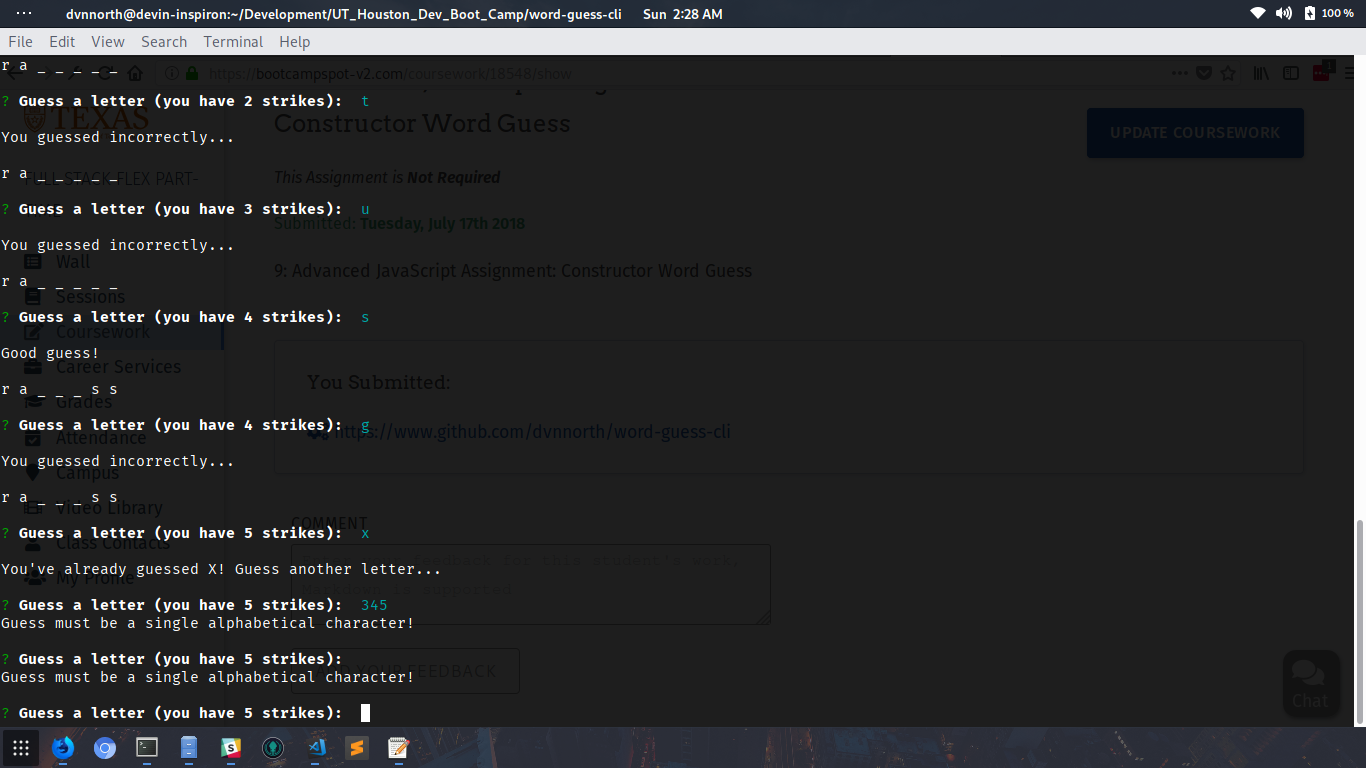 dvnnorth@devin-inspiron:~/Development/UT_Houston_Dev_Boot_Camp/word-guess-cli Sun 2:28 AM 100 %
File Edit View Search Terminal Help
r a _ _ _ _ _
https://bootcampspot-v2.com/coursework/18548/show
1
? Guess a letter (you have 2 strikes): t
You guessed incorrectly...
r a _ _ _ _ _
? Guess a letter (you have 3 strikes): u
You guessed incorrectly...
r a _ _ _ _ _
? Guess a letter (you have 4 strikes): s
Good guess!
r a _ _ _ s s
? Guess a letter (you have 4 strikes): g
You guessed incorrectly...
r a _ _ _ s s
? Guess a letter (you have 5 strikes): x
You've already guessed X! Guess another letter...
? Guess a letter (you have 5 strikes): 345
Guess must be a single alphabetical character!
? Guess a letter (you have 5 strikes):
Guess must be a single alphabetical character!
? Guess a letter (you have 5 strikes):
TEXAS
FULL STACK FLEX PART-
Wall
Sessions
Coursework
Career Services
Grades
Attendance
Campus
Video Library
Class Contacts
My Profile
Constructor Word Guess
UPDATE COURSEWORK
This Assignment is Not Required
Submitted: Tuesday, July 17th 2018
9: Advanced JavaScript Assignment: Constructor Word Guess
You Submitted:
https://www.github.com/dvnnorth/word-guess-cli
COMMENT
ADD YOUR FEEDBACK
Chat